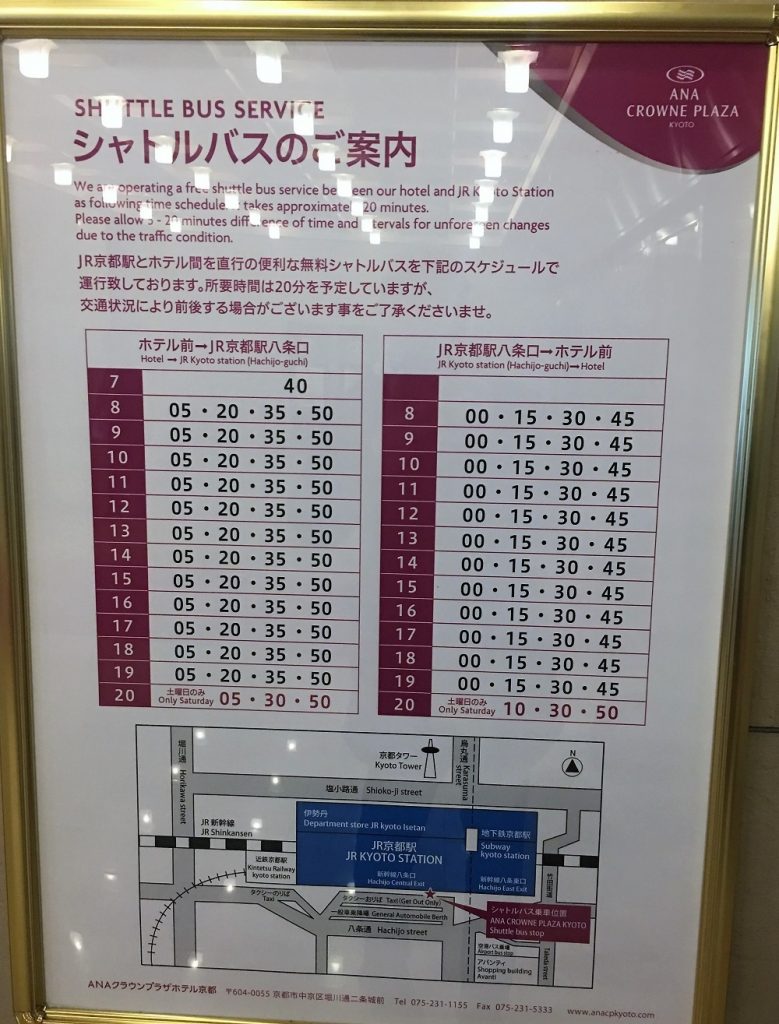 ANA
CROWNE PLAZA
KYOTO
SHUTTLE BUS SERVICE
シャトルバスのご案内
We are operating a free shuttle bus service between our hotel and JR Kyoto Station
as following time schedule. takes approximate 20 minutes.
Please allow 5 - 20 minutes difference of time and intervals for unforeseen changes
due to the traffic condition.
JR京都駅とホテル間を直行の便利な無料シャトルバスを下記のスケジュールで
運行致しております。所要時間は20分を予定していますが、
交通状況により前後する場合がございます事をご了承くださいませ。
ホテル前→JR京都駅八条口
Hotel → JR Kyoto station (Hachijo-guchi)
7 40
8 05・20・35・50
9 05・20・35・50
10 05・20・35・50
11 05・20・35・50
12 05・20・35・50
13 05・20・35・50
14 05・20・35・50
15 05・20・35・50
16 05・20・35・50
17 05・20・35・50
18 05・20・35・50
19 05・20・35・50
20 土曜日のみ Only Saturday 05・30・50
JR京都駅八条口→ホテル前
JR Kyoto station (Hachijo-guchi)→Hotel
8 00・15・30・45
9 00・15・30・45
10 00・15・30・45
11 00・15・30・45
12 00・15・30・45
13 00・15・30・45
14 00・15・30・45
15 00・15・30・45
16 00・15・30・45
17 00・15・30・45
18 00・15・30・45
19 00・15・30・45
20 土曜日のみ Only Saturday 10・30・50
堀川通 Horikawa street
京都タワー
Kyoto Tower
烏丸通 Karasuma street
N
塩小路通 Shioko-ji street
伊勢丹
Department store JR kyoto Isetan
JR 新幹線
JR Shinkansen
JR京都駅
JR KYOTO STATION
地下鉄京都駅
Subway
kyoto station
近鉄京都駅
Kintetsu Railway
kyoto station
新幹線八条口
Hachijo Central Exit
新幹線八条東口
Hachijo East Exit
タクシーのりば
Taxi
タクシーおりば Taxi (Get Out Only)
一般車乗降場 General Automobile Berth
八条通 Hachijo street
シャトルバス乗車位置
ANA CROWNE PLAZA KYOTO
Shuttle bus stop
空港バス乗場
Airport bus stop
アバンティ
Shopping building
Avanti
竹田街道
Takeda street
ANAクラウンプラザホテル京都 〒604-0055 京都市中京区堀川通二条城前 Tel 075-231-1155 Fax 075-231-5333 www.anacpkyoto.com